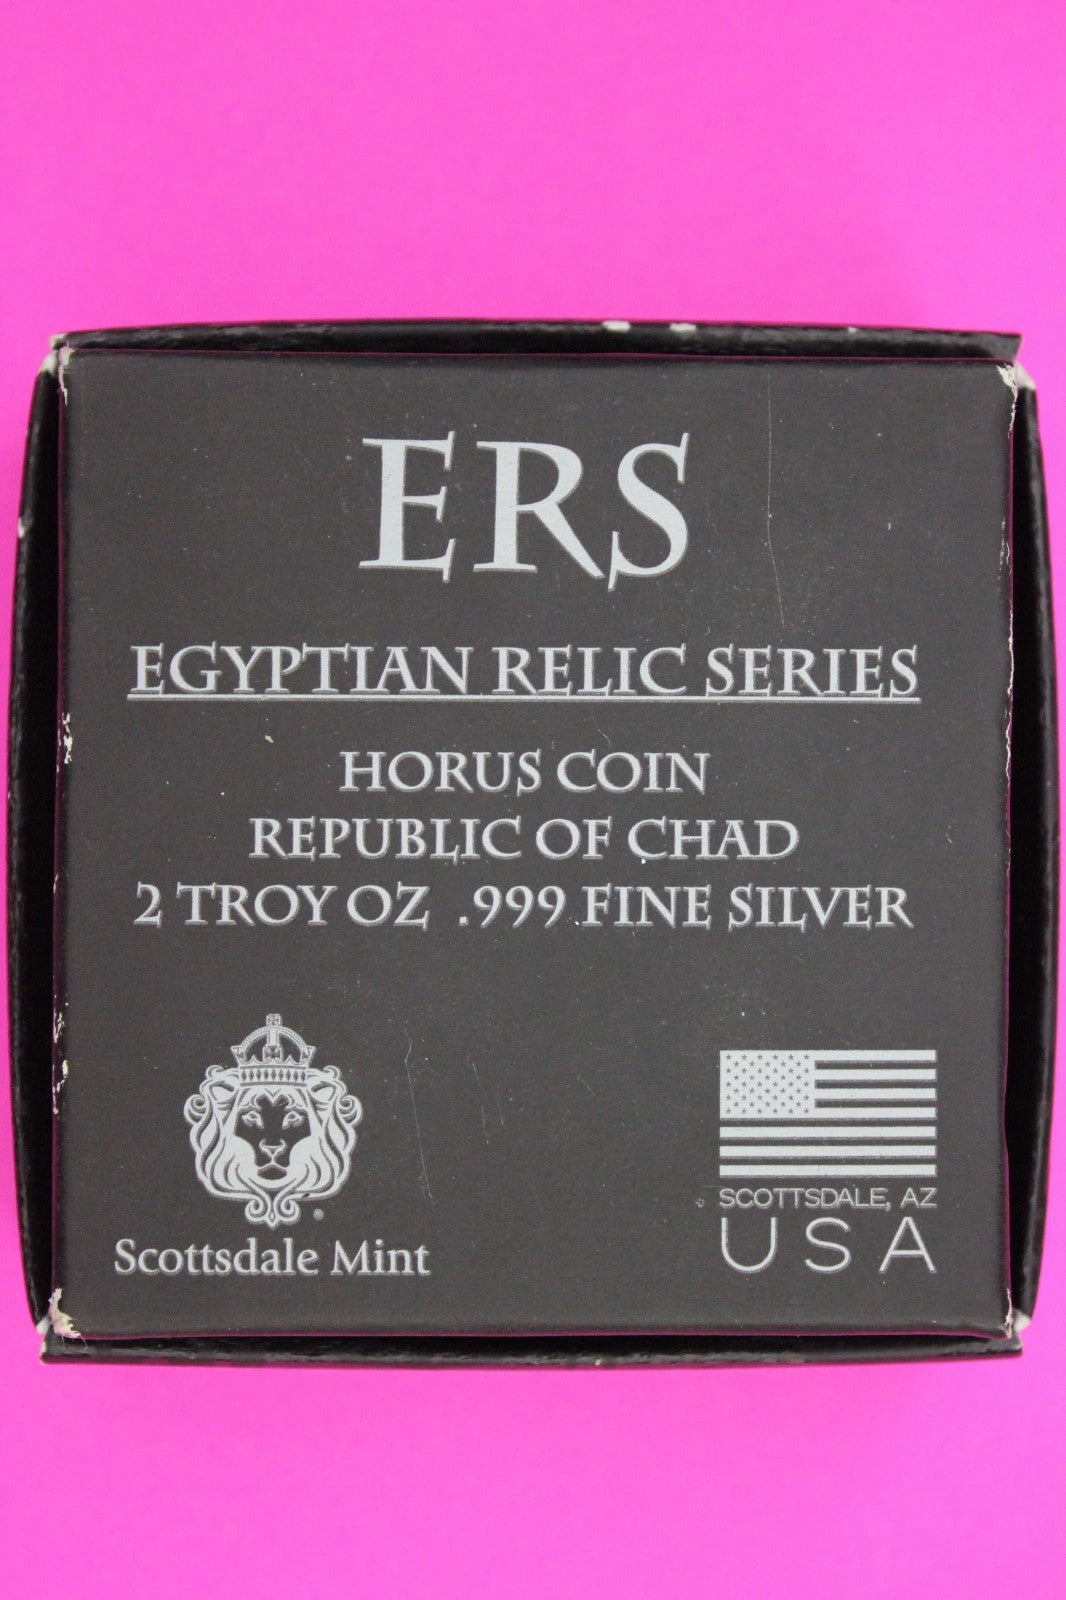 ERS
EGYPTIAN RELIC SERIES
HORUS COIN
REPUBLIC OF CHAD
2 TROY OZ .999 FINE SILVER
®
Scottsdale Mint
SCOTTSDALE, AZ
USA